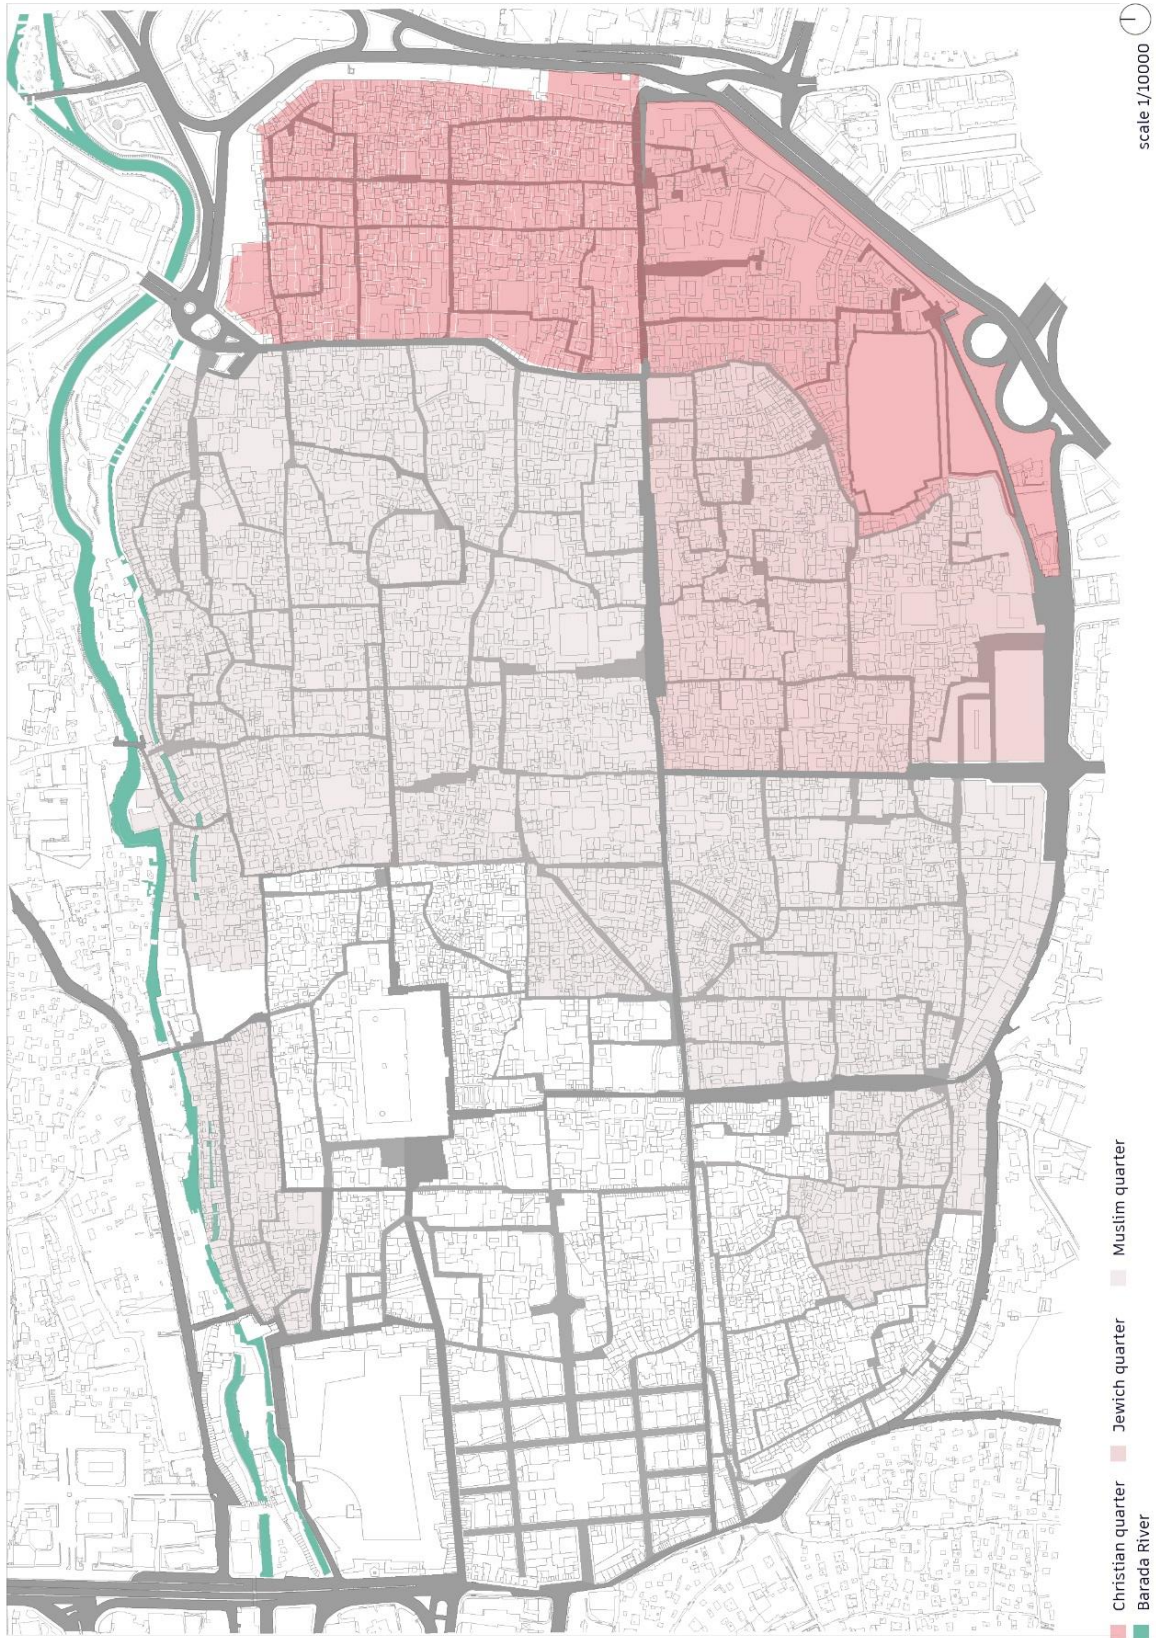 Christian quarter
Jewich quarter
Muslim quarter
Barada River
scale 1/10000